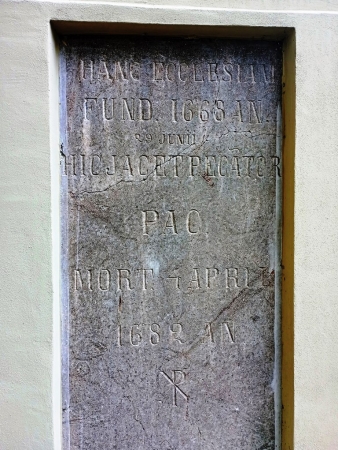 HANC ECCLESIAM
FUND. 1668 AN.
29 JUNII
HIC JACET PECATOR
PAC.
MORT 4 APRIL
1682 AN